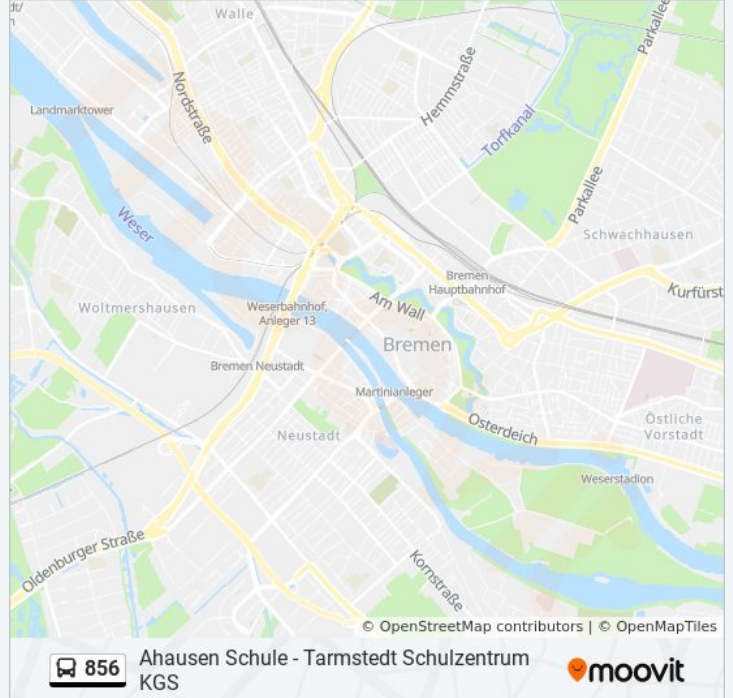 dt/
Walle
Parkallee
Nordstraße
Hemmstraße
Landmarktower
Torfkanal
Parkallee
Weser
Schwachhausen
Bremen
Hauptbahnhof
Kurfürst
Woltmershausen
Weserbahnhof,
Anleger 13
Am Wall
Bremen
Bremen Neustadt
Martinianleger
Neustadt
Osterdeich
Östliche
Vorstadt
Weserstadion
Oldenburger Straße
Kornstraße
© OpenStreetMap contributors | © OpenMapTiles
856
Ahausen Schule - Tarmstedt Schulzentrum
KGS
moovit